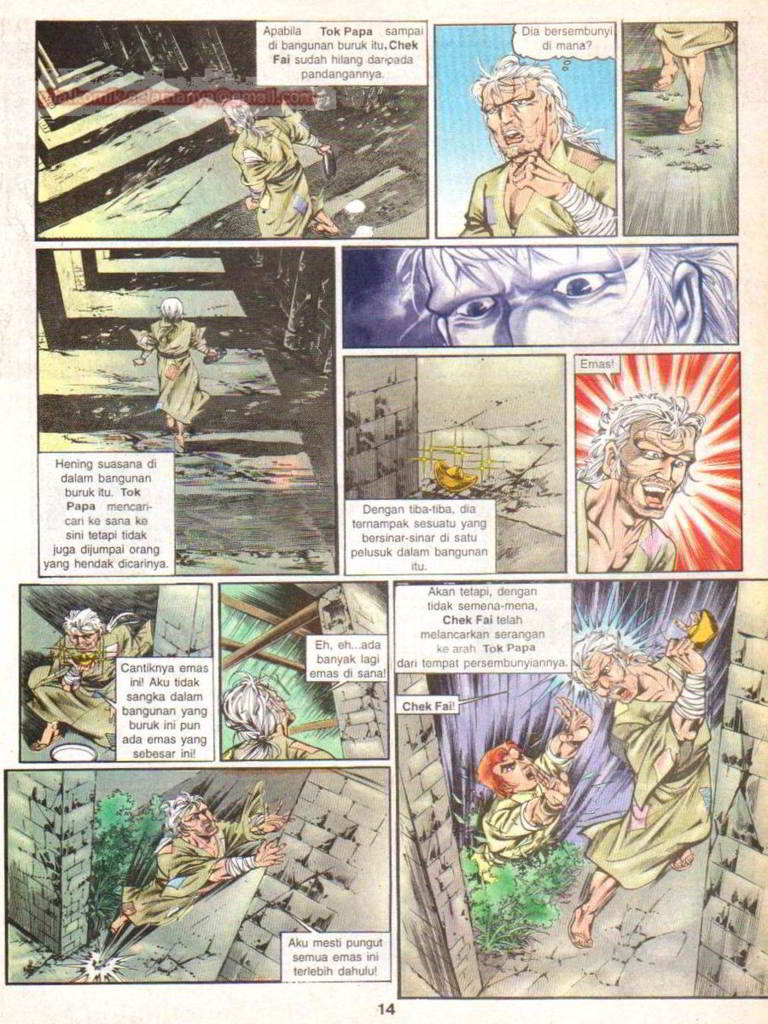 Apabila Tok Papa sampai
di bangunan buruk itu, Chek
Fai sudah hilang daripada
pandangannya.
Dia bersembunyi
di mana?
Hening suasana di
dalam bangunan
buruk itu. Tok
Papa mencari-
cari ke sana ke
sini tetapi tidak
juga dijumpai orang
yang hendak dicarinya.
Dengan tiba-tiba, dia
ternampak sesuatu yang
bersinar-sinar di satu
pelusuk dalam bangunan
itu.
Emas!
Cantiknya emas
ini! Aku tidak
sangka dalam
bangunan yang
buruk ini pun
ada emas yang
sebesar ini!
Eh, eh...ada
banyak lagi
emas di sana!
Akan tetapi, dengan
tidak semena-mena,
Chek Fai telah
melancarkan serangan
ke arah Tok Papa
dari tempat persembunyiannya.
Chek Fai!
Aku mesti pungut
semua emas ini
terlebih dahulu!
14